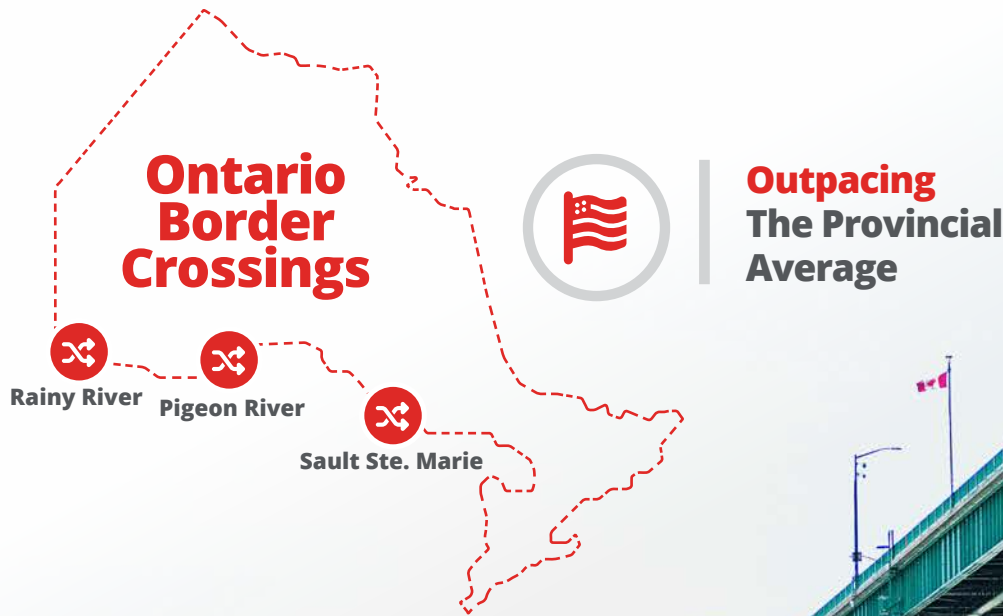 Ontario
Border
Crossings
Outpacing
The Provincial
Average
Rainy River
Pigeon River
Sault Ste. Marie